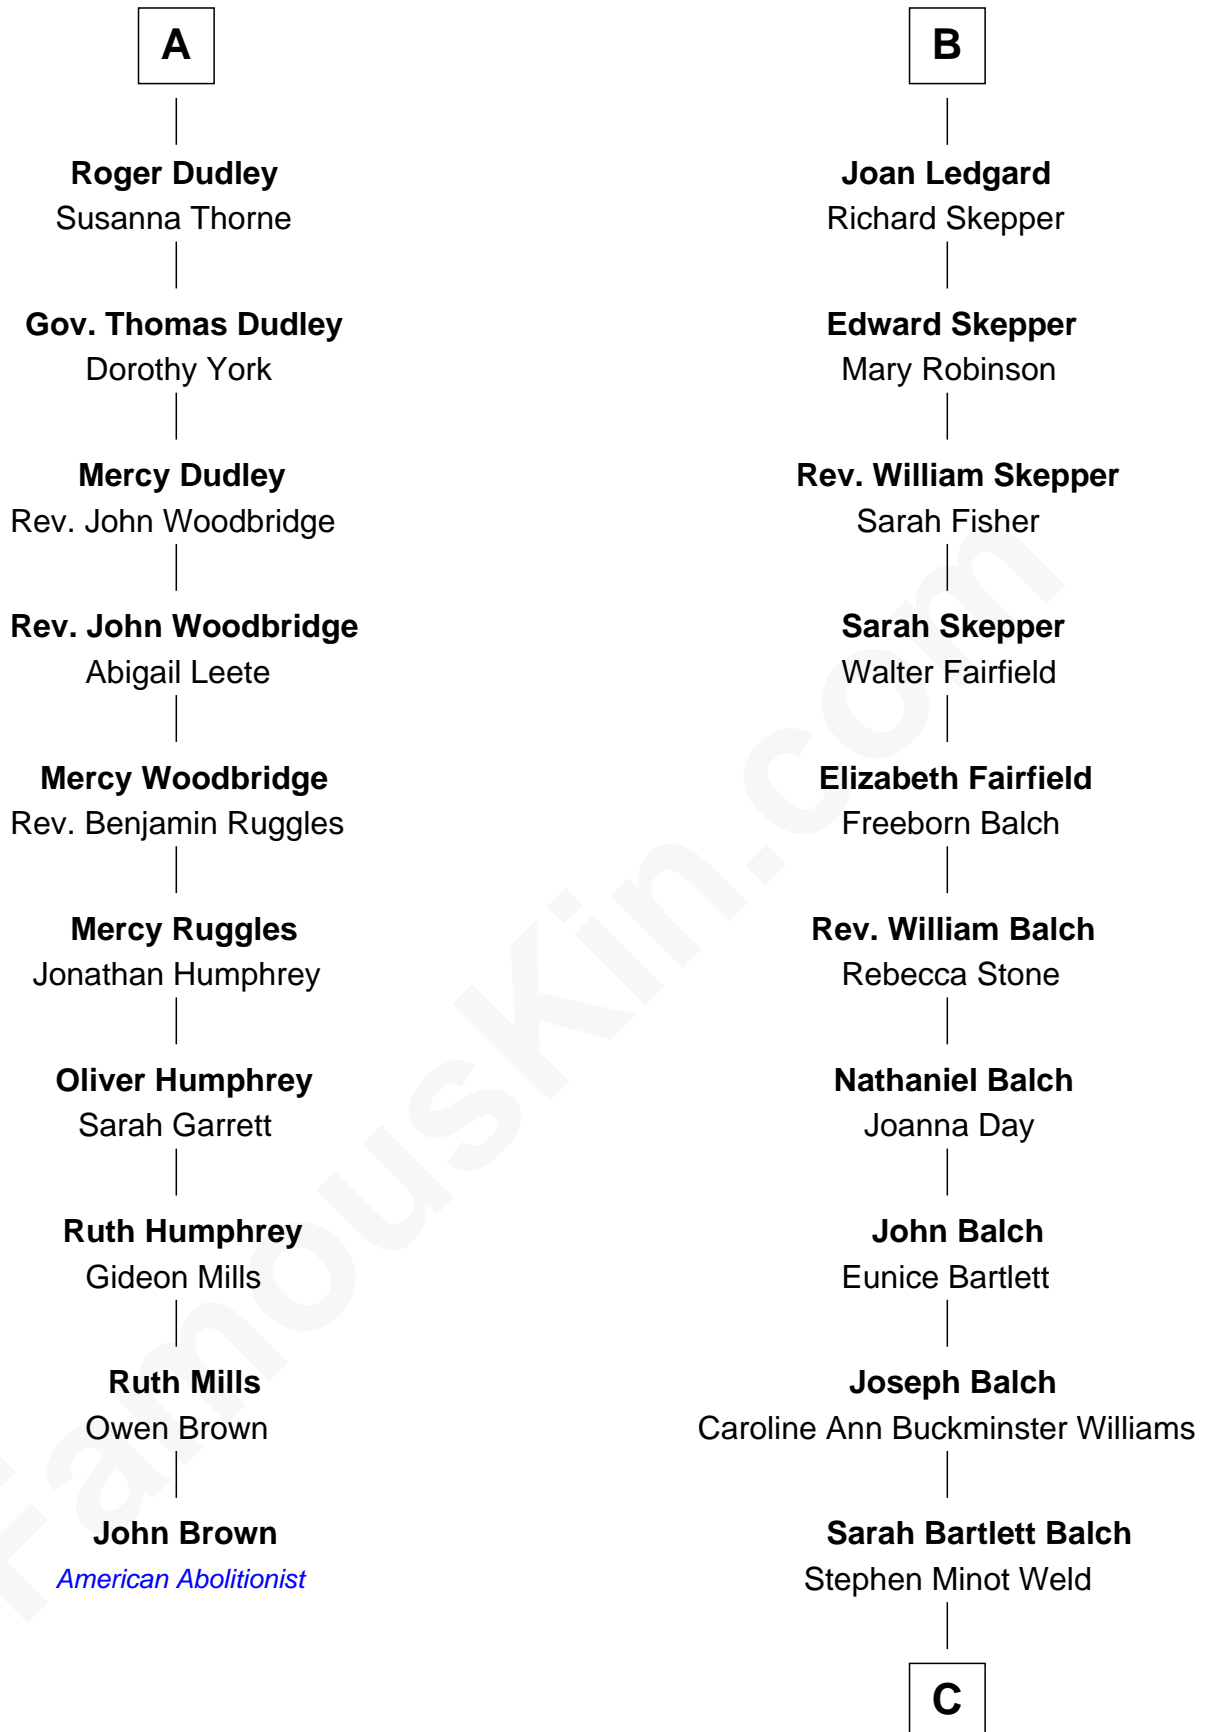 A
Roger Dudley
Susanna Thorne
Gov. Thomas Dudley
Dorothy York
Mercy Dudley
Rev. John Woodbridge
Rev. John Woodbridge
Abigail Leete
Mercy Woodbridge
Rev. Benjamin Ruggles
Mercy Ruggles
Jonathan Humphrey
Oliver Humphrey
Sarah Garrett
Ruth Humphrey
Gideon Mills
Ruth Mills
Owen Brown
John Brown
American Abolitionist
B
Joan Ledgard
Richard Skepper
Edward Skepper
Mary Robinson
Rev. William Skepper
Sarah Fisher
Sarah Skepper
Walter Fairfield
Elizabeth Fairfield
Freeborn Balch
Rev. William Balch
Rebecca Stone
Nathaniel Balch
Joanna Day
John Balch
Eunice Bartlett
Joseph Balch
Caroline Ann Buckminster Williams
Sarah Bartlett Balch
Stephen Minot Weld
C
FamousKin.com